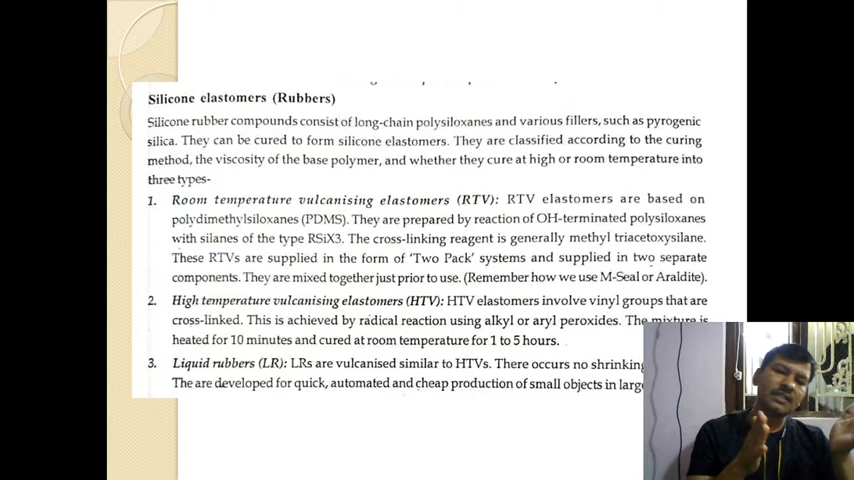 Silicone elastomers (Rubbers)
Silicone rubber compounds consist of long-chain polysiloxanes and various fillers, such as pyrogenic
silica. They can be cured to form silicone elastomers. They are classified according to the curing
method, the viscosity of the base polymer, and whether they cure at high or room temperature into
three types-
1. Room temperature vulcanising elastomers (RTV): RTV elastomers are based on
polydimethylsiloxanes (PDMS). They are prepared by reaction of OH-terminated polysiloxanes
with silanes of the type RSiX3. The cross-linking reagent is generally methyl triacetoxysilane.
These RTVs are supplied in the form of 'Two Pack' systems and supplied in two separate
components. They are mixed together just prior to use. (Remember how we use M-Seal or Araldite).
2. High temperature vulcanising elastomers (HTV): HTV elastomers involve vinyl groups that are
cross-linked. This is achieved by radical reaction using alkyl or aryl peroxides. The mixture is
heated for 10 minutes and cured at room temperature for 1 to 5 hours.
3. Liquid rubbers (LR): LRs are vulcanised similar to HTVs. There occurs no shrinking
The are developed for quick, automated and cheap production of small objects in large